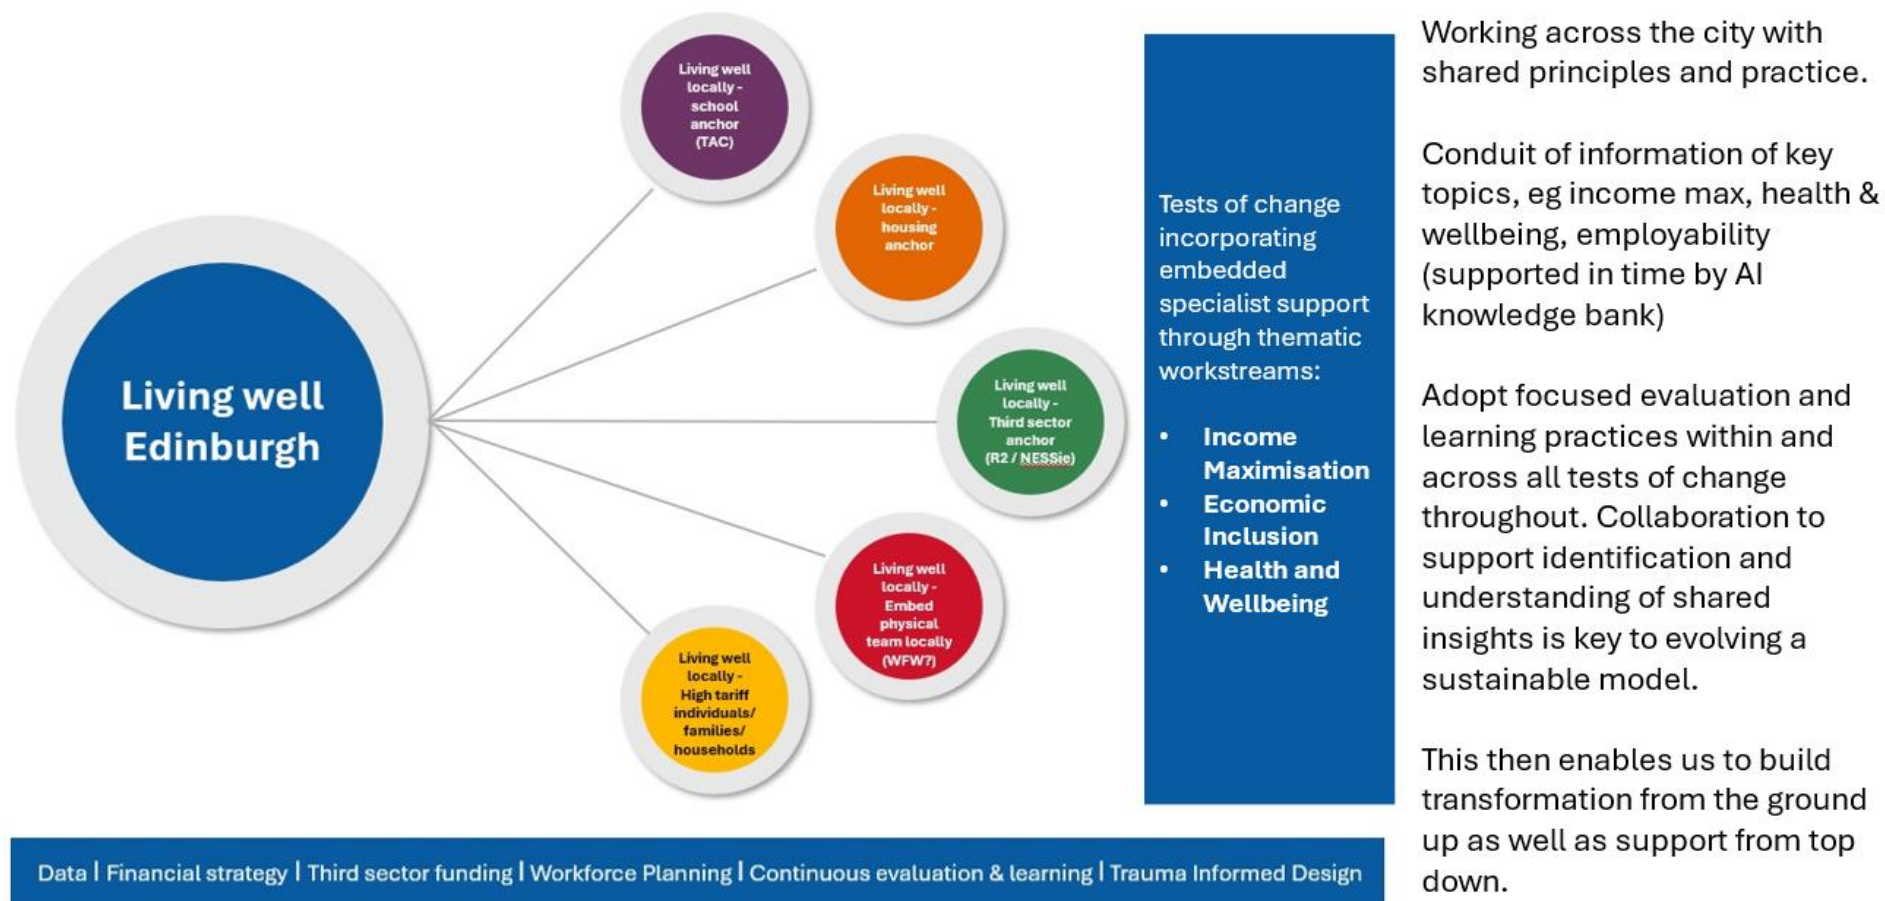 Living well
Edinburgh
Living well
locally -
school
anchor
(TAC)
Living well
locally -
housing
anchor
Living well
locally -
Third sector
anchor
(R2 / NESSie)
Living well
locally -
Embed
physical
team locally
(WFW?)
Living well
locally -
High tariff
individuals/
families/
households
Tests of change
incorporating
embedded
specialist support
through thematic
workstreams:
• Income
Maximisation
• Economic
Inclusion
• Health and
Wellbeing
Working across the city with
shared principles and practice.
Conduit of information of key
topics, eg income max, health &
wellbeing, employability
(supported in time by AI
knowledge bank)
Adopt focused evaluation and
learning practices within and
across all tests of change
throughout. Collaboration to
support identification and
understanding of shared
insights is key to evolving a
sustainable model.
This then enables us to build
transformation from the ground
up as well as support from top
down.
Data | Financial strategy | Third sector funding | Workforce Planning | Continuous evaluation & learning | Trauma Informed Design